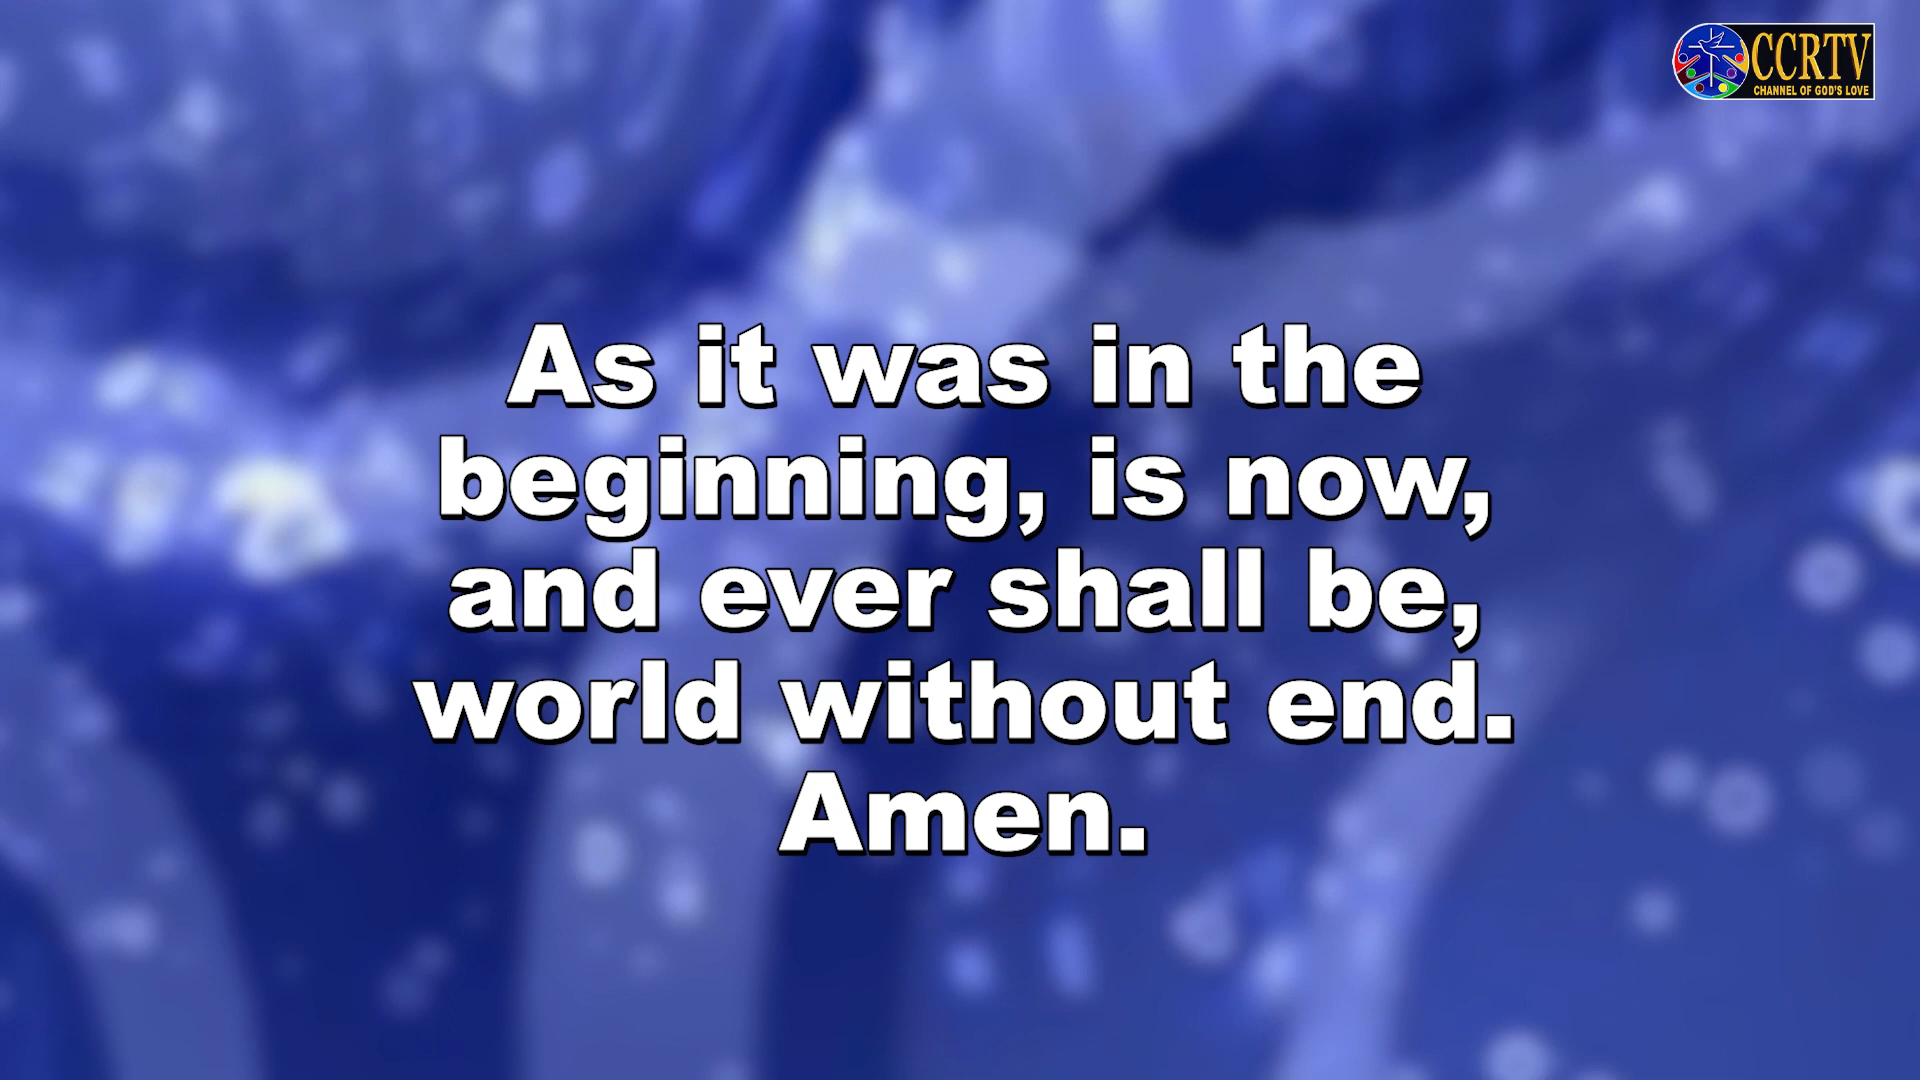 CCRTV
CHANNEL OF GOD'S LOVE
As it was in the
beginning, is now,
and ever shall be,
world without end.
Amen.